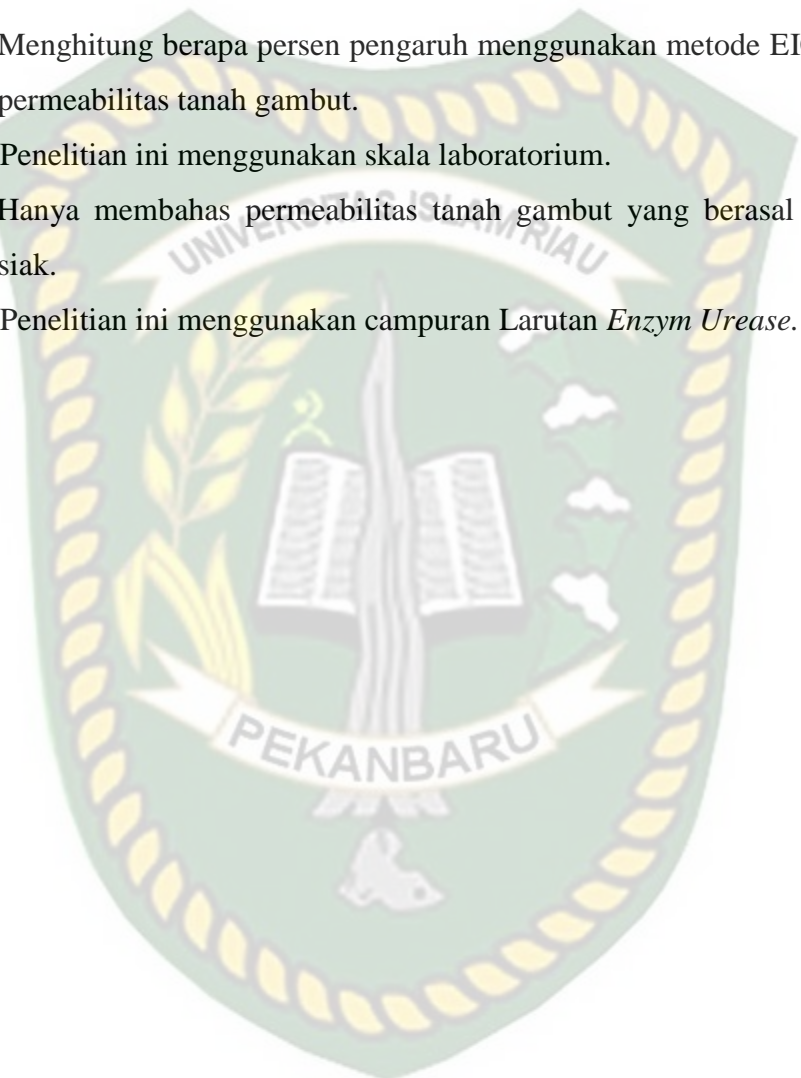 Menghitung berapa persen pengaruh menggunakan metode
permeabilitas tanah gambut.
Penelitian ini menggunakan skala laboratorium.
Hanya membahas permeabilitas tanah gambut yang berasal
siak.
Penelitian ini menggunakan campuran Larutan Enzym Urease.
UNIVERSITAS ISLAM RIAU
PEKANBARU